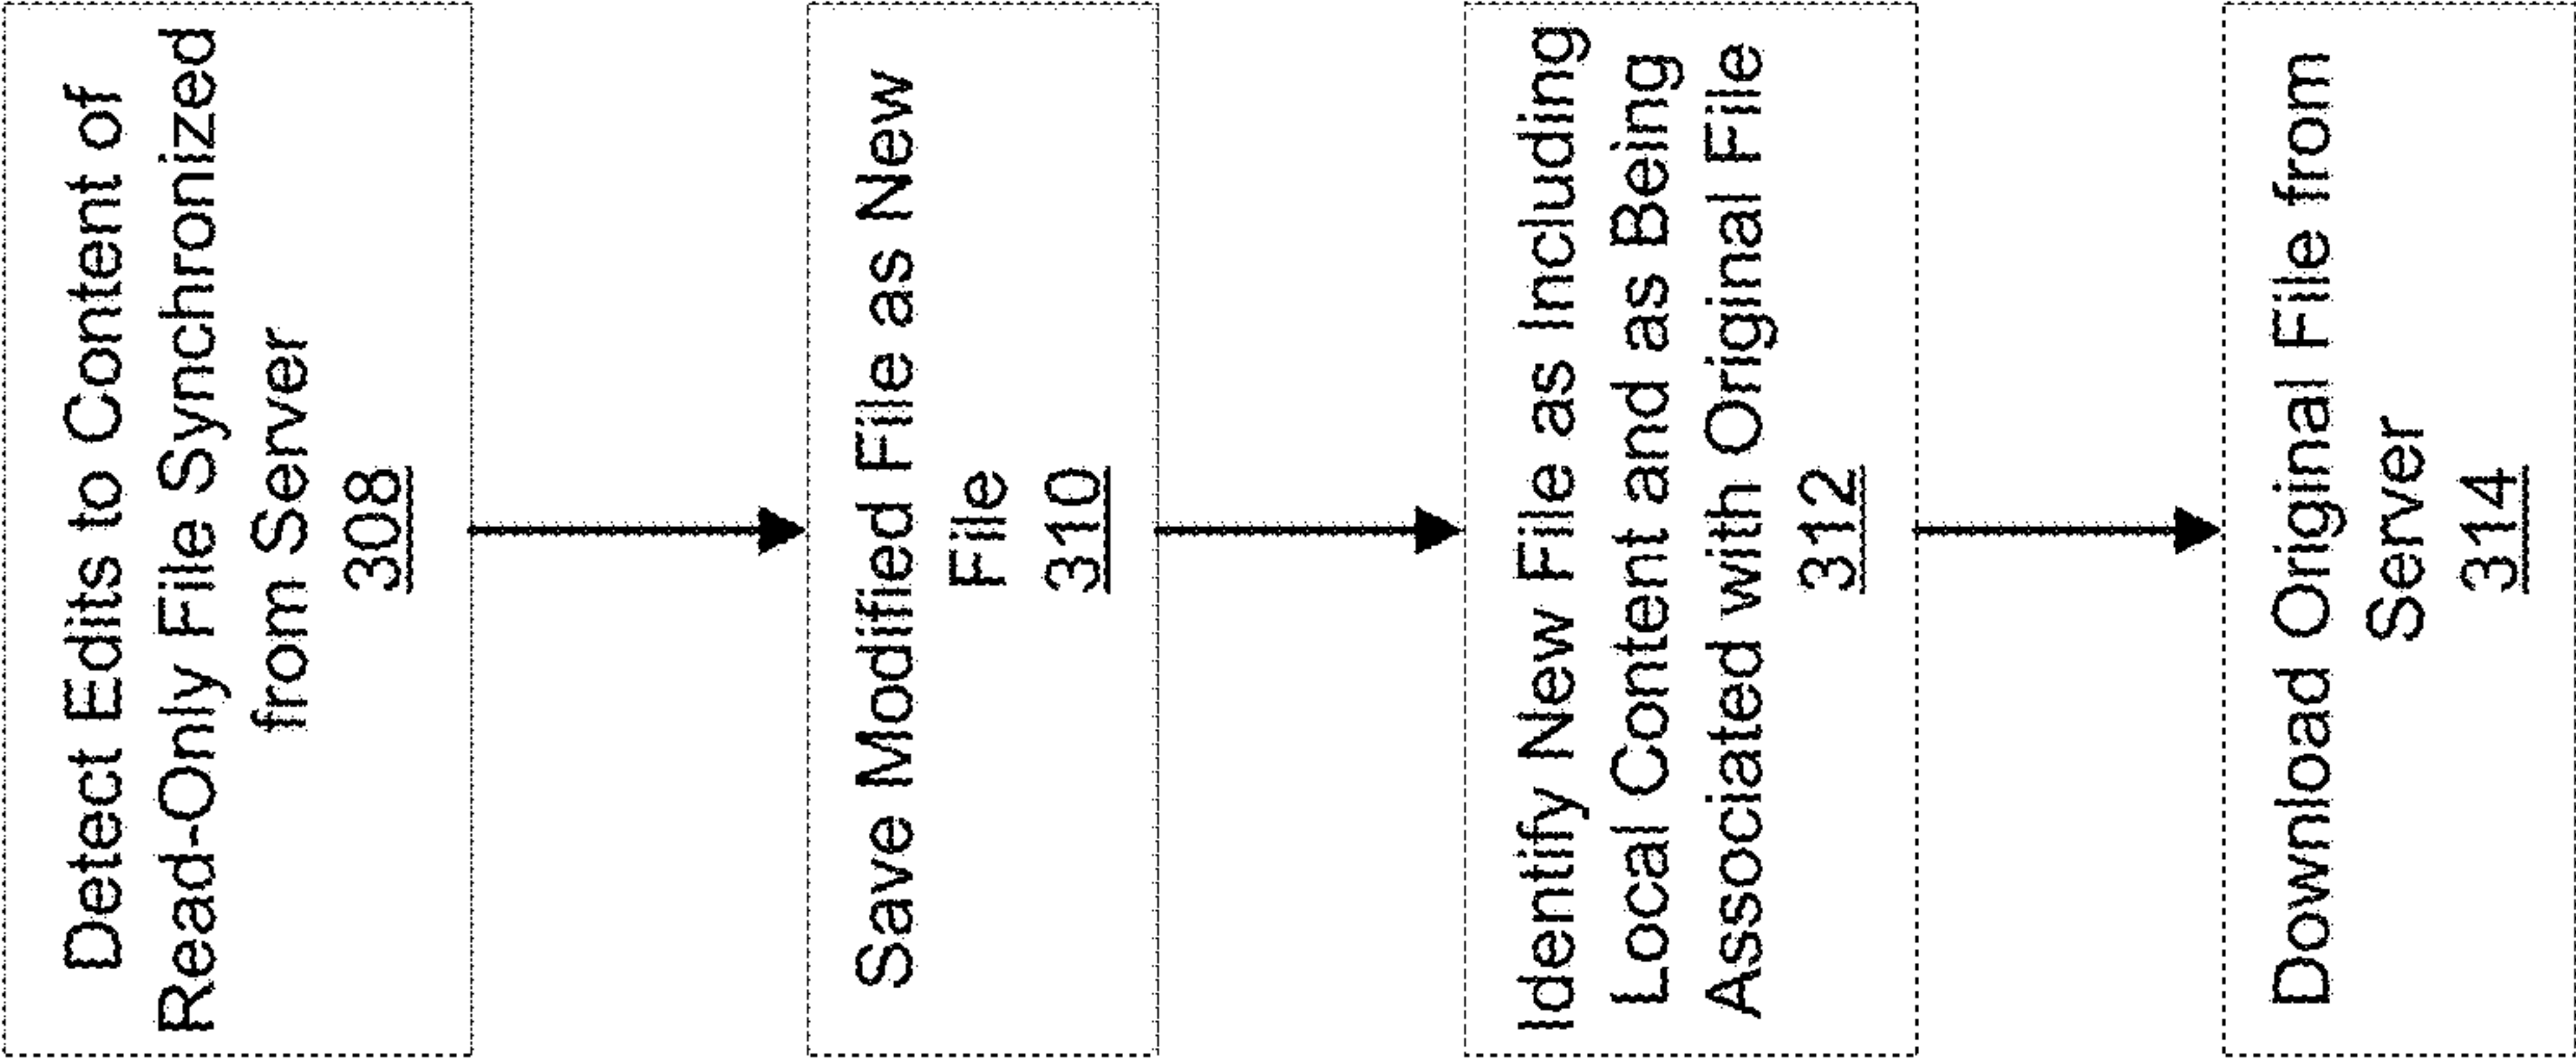 Detect Edits to Content of
Read-Only File Synchronized
from Server
308
Save Modified File as New
File
310
Identify New File as Including
Local Content and as Being
Associated with Original File
312
Download Original File from
Server
314